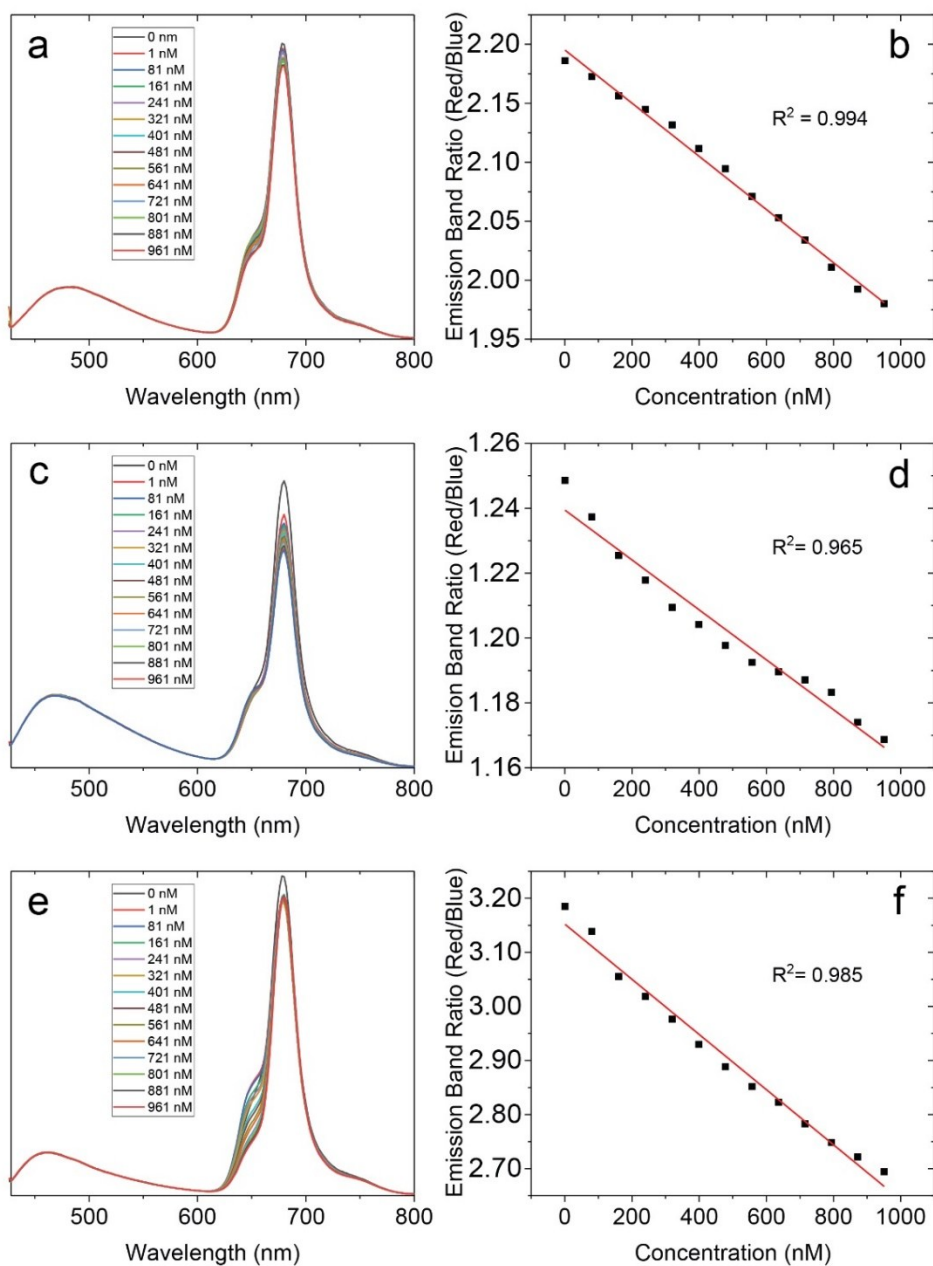 a
0 nm
1 nM
81 nM
161 nM
241 nM
321 nM
401 nM
481 nM
561 nM
641 nM
721 nM
801 nM
881 nM
961 nM
500 600 700 800
Wavelength (nm)
b
Emission Band Ratio (Red/Blue)
2.20
2.15
2.10
2.05
2.00
1.95
R² = 0.994
0 200 400 600 800 1000
Concentration (nM)
c
0 nM
1 nM
81 nM
161 nM
241 nM
321 nM
401 nM
481 nM
561 nM
641 nM
721 nM
801 nM
881 nM
961 nM
500 600 700 800
Wavelength (nm)
d
Emision Band Ratio (Red/Blue)
1.26
1.24
1.22
1.20
1.18
1.16
R²= 0.965
0 200 400 600 800 1000
Concentration (nM)
e
0 nM
1 nM
81 nM
161 nM
241 nM
321 nM
401 nM
481 nM
561 nM
641 nM
721 nM
801 nM
881 nM
961 nM
500 600 700 800
Wavelength (nm)
f
Emission Band Ratio (Red/Blue)
3.20
3.10
3.00
2.90
2.80
2.70
R²= 0.985
0 200 400 600 800 1000
Concentration (nM)